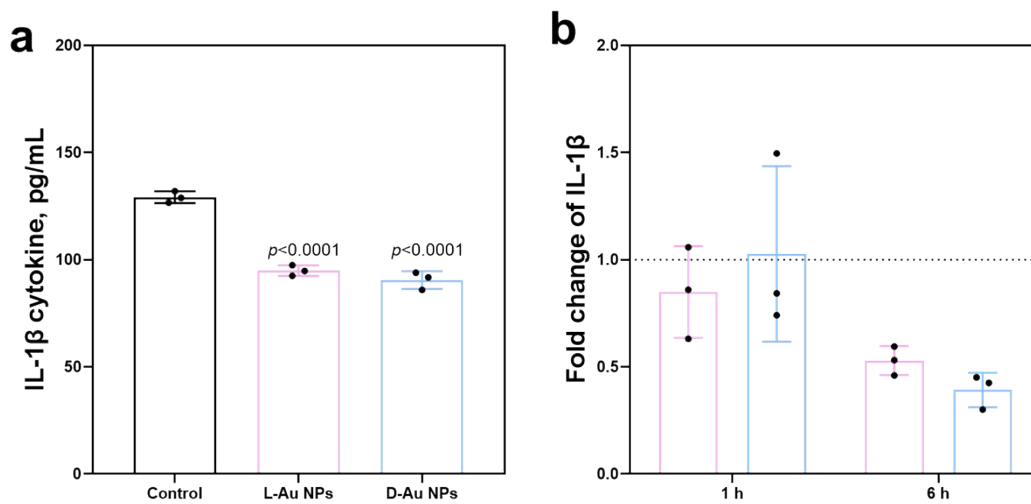 a
IL-1β cytokine, pg/mL
200
150
100
50
0
p<0.0001
p<0.0001
Control
L-Au NPs
D-Au NPs
b
Fold change of IL-1β
2.0
1.5
1.0
0.5
0.0
1 h
6 h